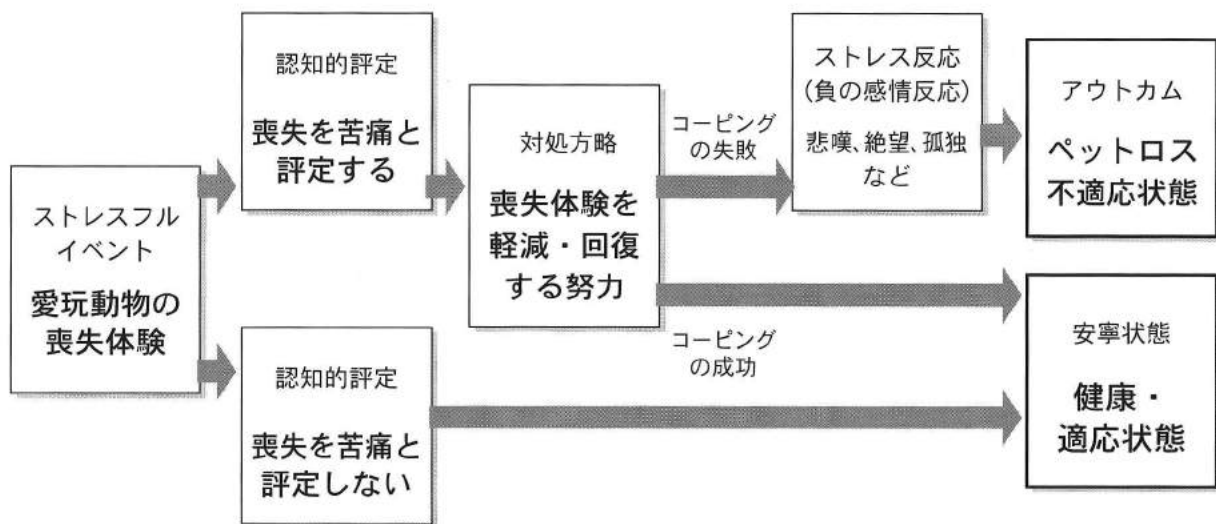 ストレスフル
イベント
愛玩動物の
喪失体験
認知的評定
喪失を苦痛と
評定する
認知的評定
喪失を苦痛と
評定しない
対処方略
喪失体験を
軽減・回復
する努力
コーピング
の失敗
コーピング
の成功
ストレス反応
(負の感情反応)
悲嘆、絶望、孤独
など
アウトカム
ペットロス
不適応状態
安寧状態
健康・
適応状態